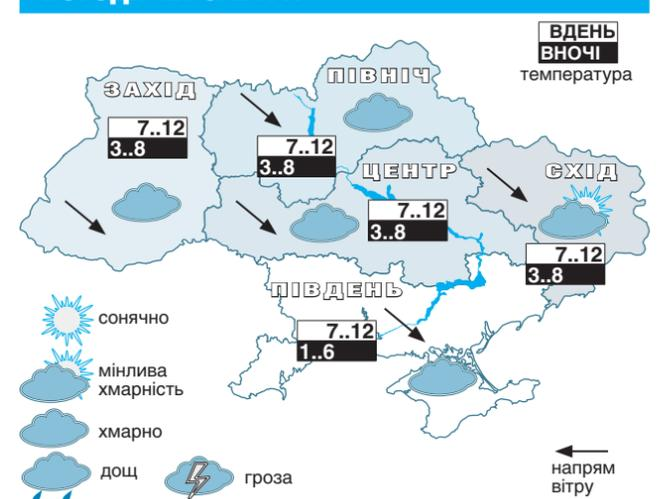 ВДЕНЬ
ВНОЧІ
температура
ПІВНІЧ
ЗАХІД
7..12
3..8
7..12
3..8
ЦЕНТР
СХІД
7..12
3..8
7..12
3..8
ПІВДЕНЬ
7..12
1..6
сонячно
мінлива
хмарність
хмарно
дощ
гроза
напрям
вітру